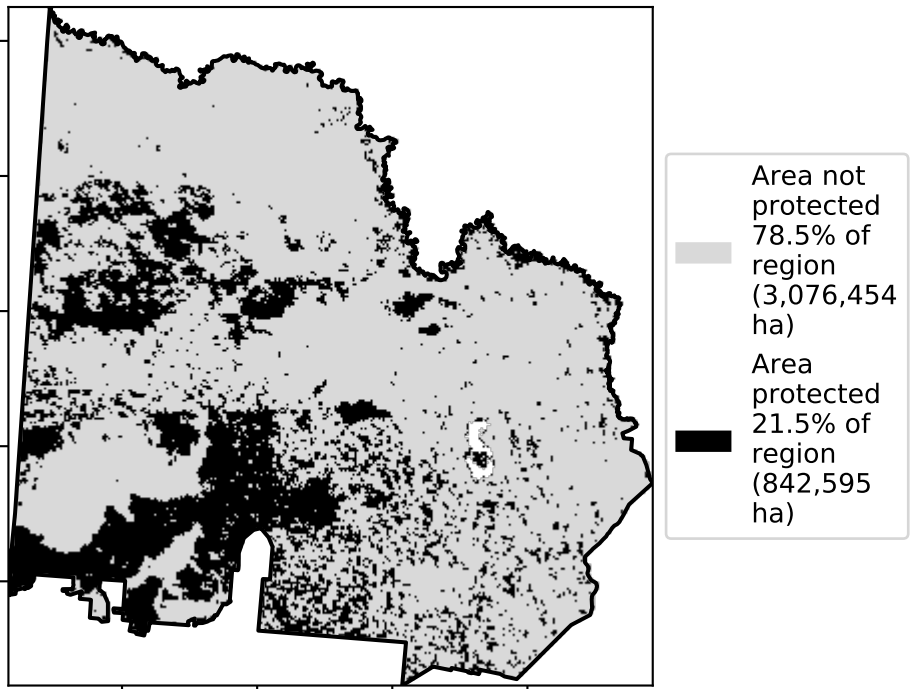 Area not
protected
78.5% of
region
(3,076,454
ha)
Area
protected
21.5% of
region
(842,595
ha)